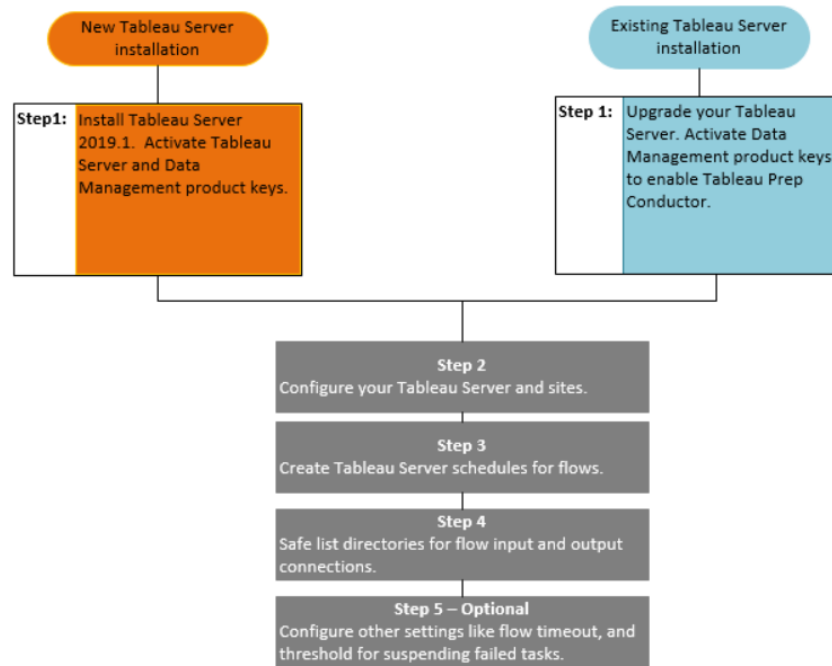 New Tableau Server
installation
Existing Tableau Server
installation
Step1:
Install Tableau Server
2019.1.  Activate Tableau
Server and Data
Management product keys.
Step 1:
Upgrade your Tableau
Server. Activate Data
Management product keys
to enable Tableau Prep
Conductor.
Step 2
Configure your Tableau Server and sites.
Step 3
Create Tableau Server schedules for flows.
Step 4
Safe list directories for flow input and output
connections.
Step 5 – Optional
Configure other settings like flow timeout, and
threshold for suspending failed tasks.